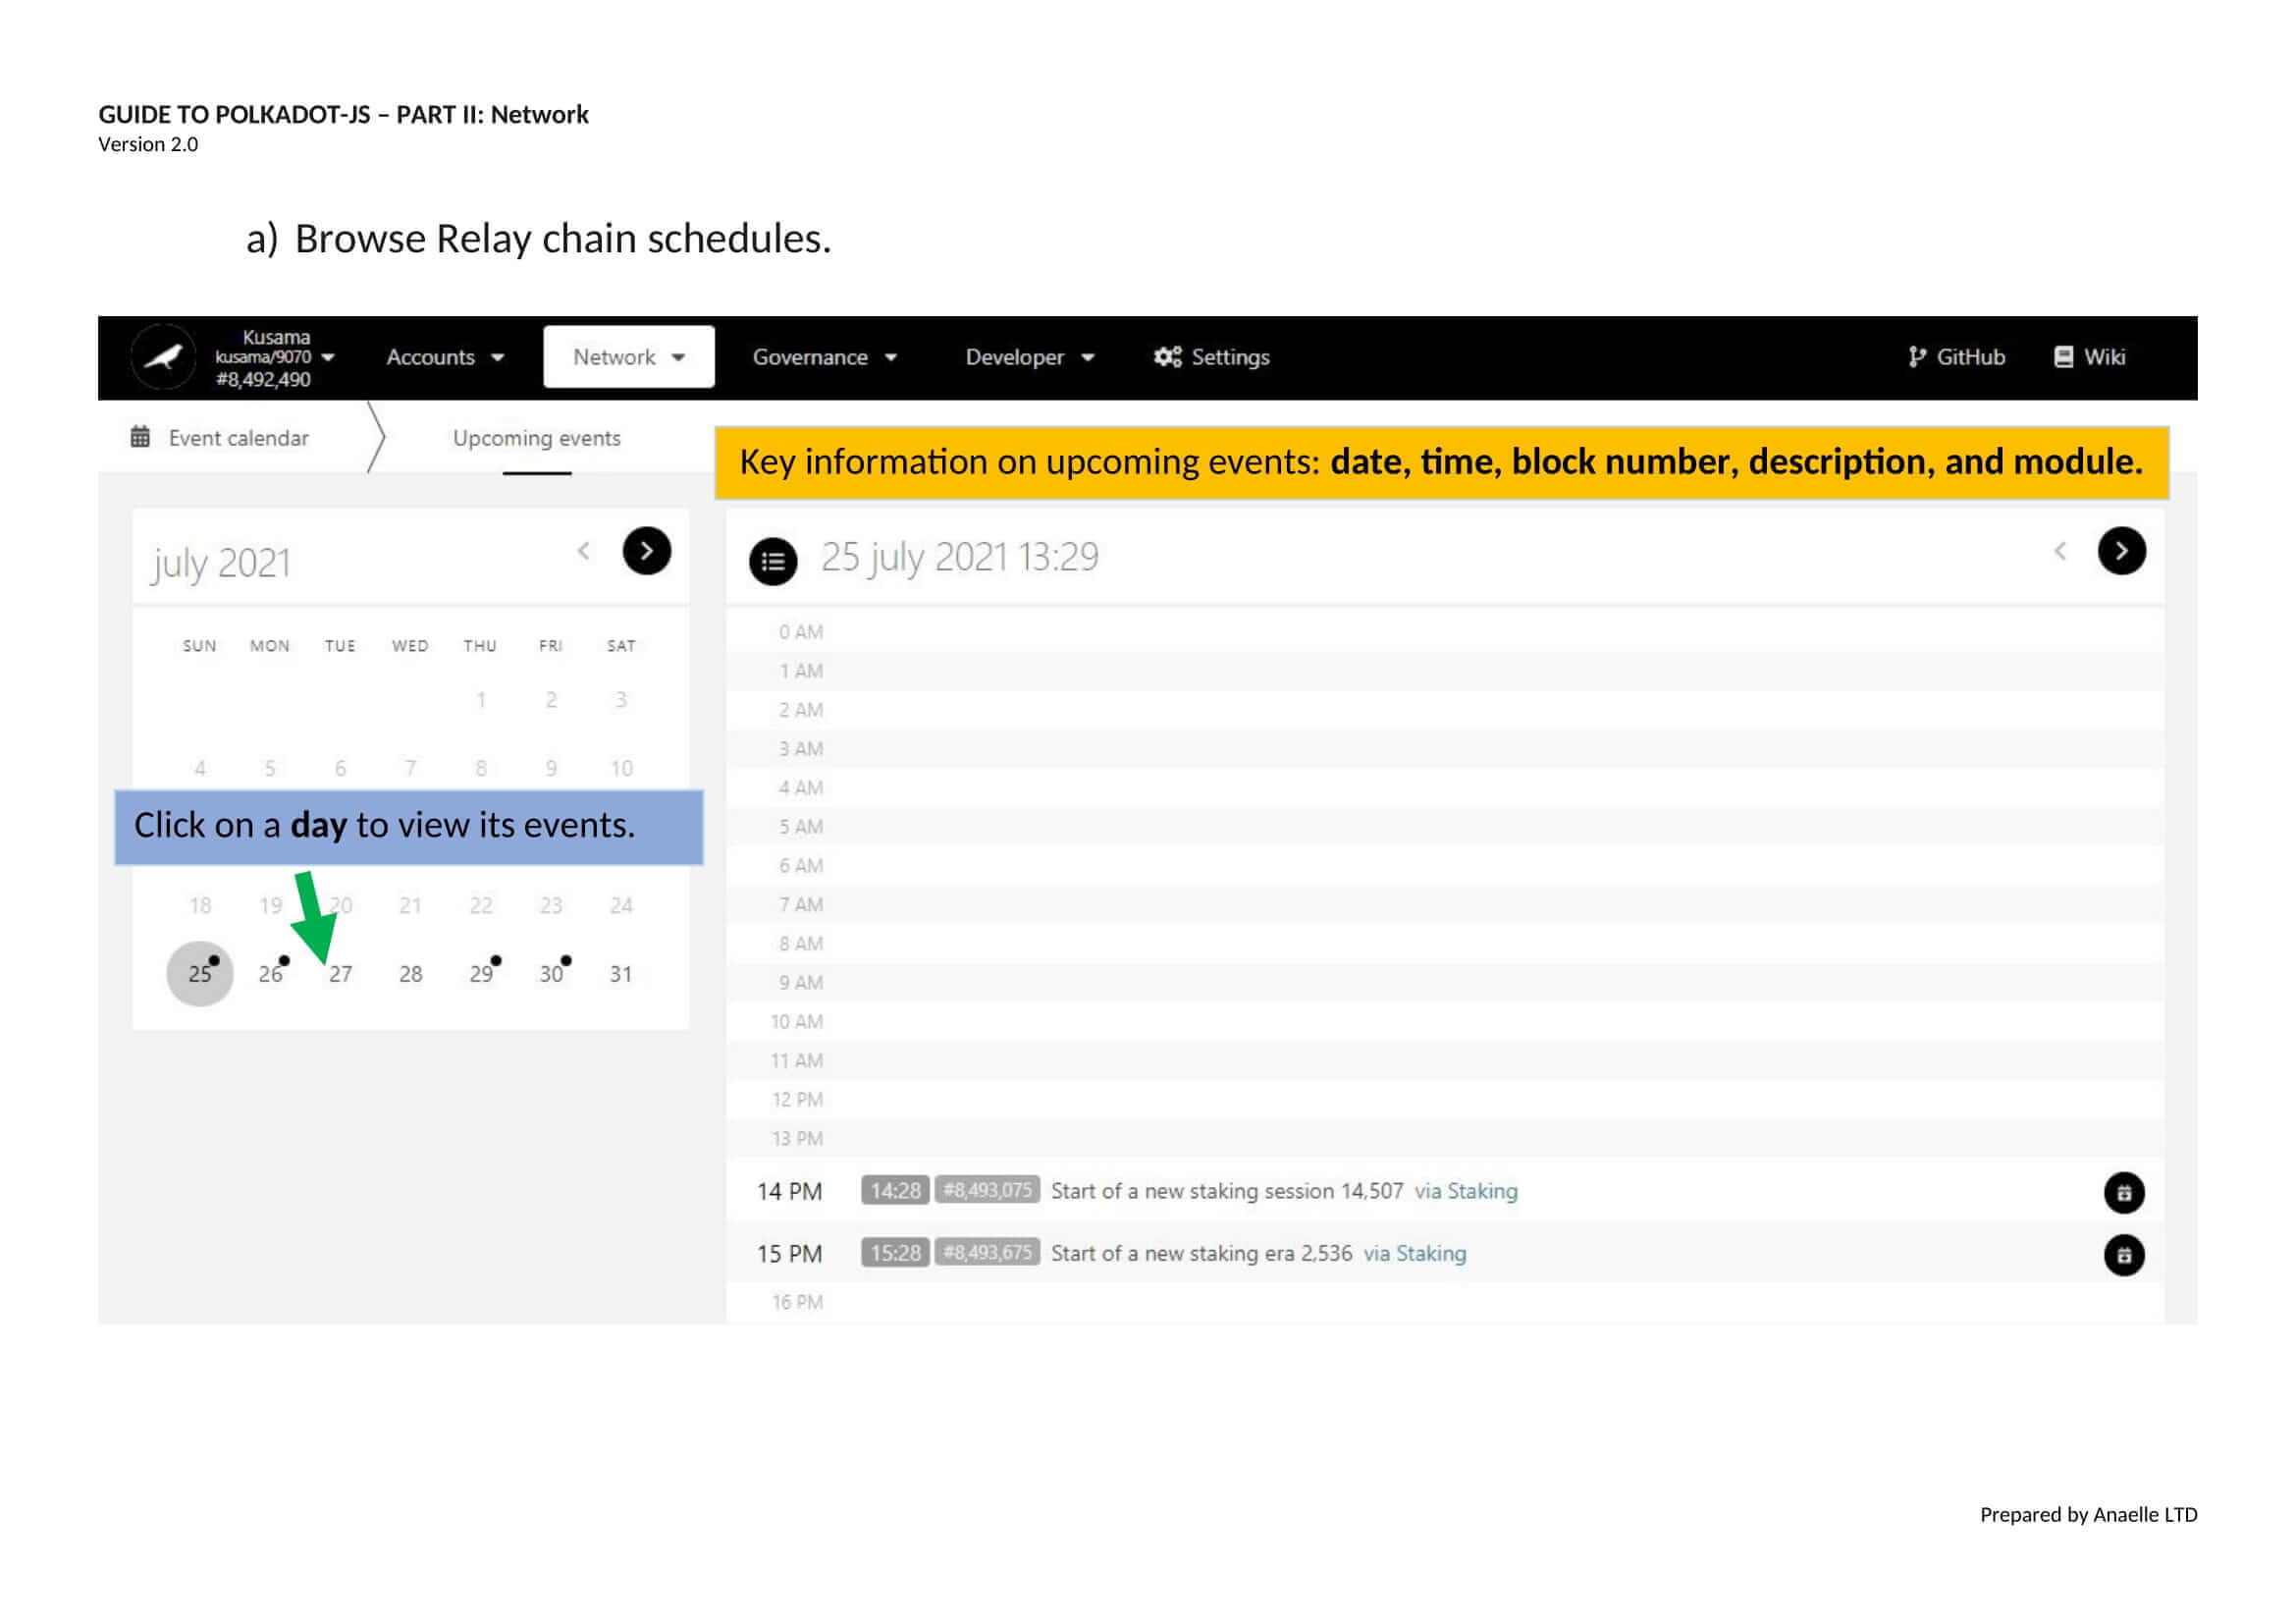 GUIDE TO POLKADOT-JS – PART II: Network
Version 2.0
a) Browse Relay chain schedules.
Kusama
kusama/9070
#8,492,490
Accounts
Network
Governance
Developer
Settings
GitHub
Wiki
Event calendar
Upcoming events
Key information on upcoming events: date, time, block number, description, and module.
july 2021
SUN MON TUE WED THU FRI SAT
1 2 3
4 5 6 7 8 9 10
Click on a day to view its events.
18 19 20 21 22 23 24
25 26 27 28 29 30 31
25 july 2021 13:29
0 AM
1 AM
2 AM
3 AM
4 AM
5 AM
6 AM
7 AM
8 AM
9 AM
10 AM
11 AM
12 PM
13 PM
14 PM 14:28 #8,493,075 Start of a new staking session 14,507 via Staking
15 PM 15:28 #8,493,675 Start of a new staking era 2,536 via Staking
16 PM
Prepared by Anaelle LTD